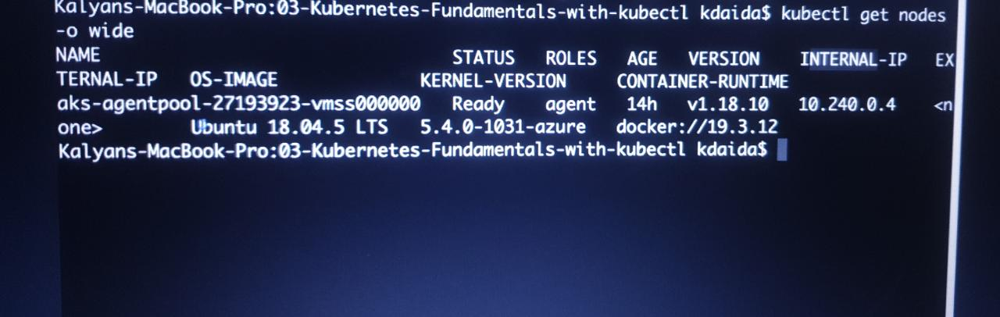 Kalyans-MacBook-Pro:03-Kubernetes-Fundamentals-with-kubectl kdaida$ kubectl get nodes
-o wide
NAME STATUS ROLES AGE VERSION INTERNAL-IP EX
TERNAL-IP OS-IMAGE KERNEL-VERSION CONTAINER-RUNTIME
aks-agentpool-27193923-vmss000000 Ready agent 14h v1.18.10 10.240.0.4 <n
one> Ubuntu 18.04.5 LTS 5.4.0-1031-azure docker://19.3.12
Kalyans-MacBook-Pro:03-Kubernetes-Fundamentals-with-kubectl kdaida$